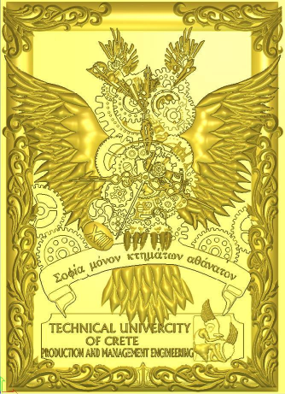 Σοφία μόνον κτημάτων αθάνατον
TECHNICAL UNIVERCITY
OF CRETE
PRODUCTION AND MANAGEMENT ENGINEERING